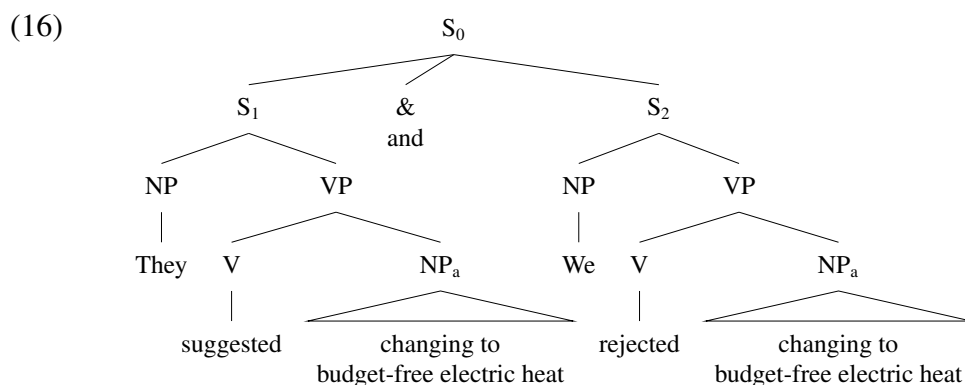 (16)
S0
S1 & S2
and
NP VP NP VP
They V NPa We V NPa
suggested changing to rejected changing to
budget-free electric heat budget-free electric heat